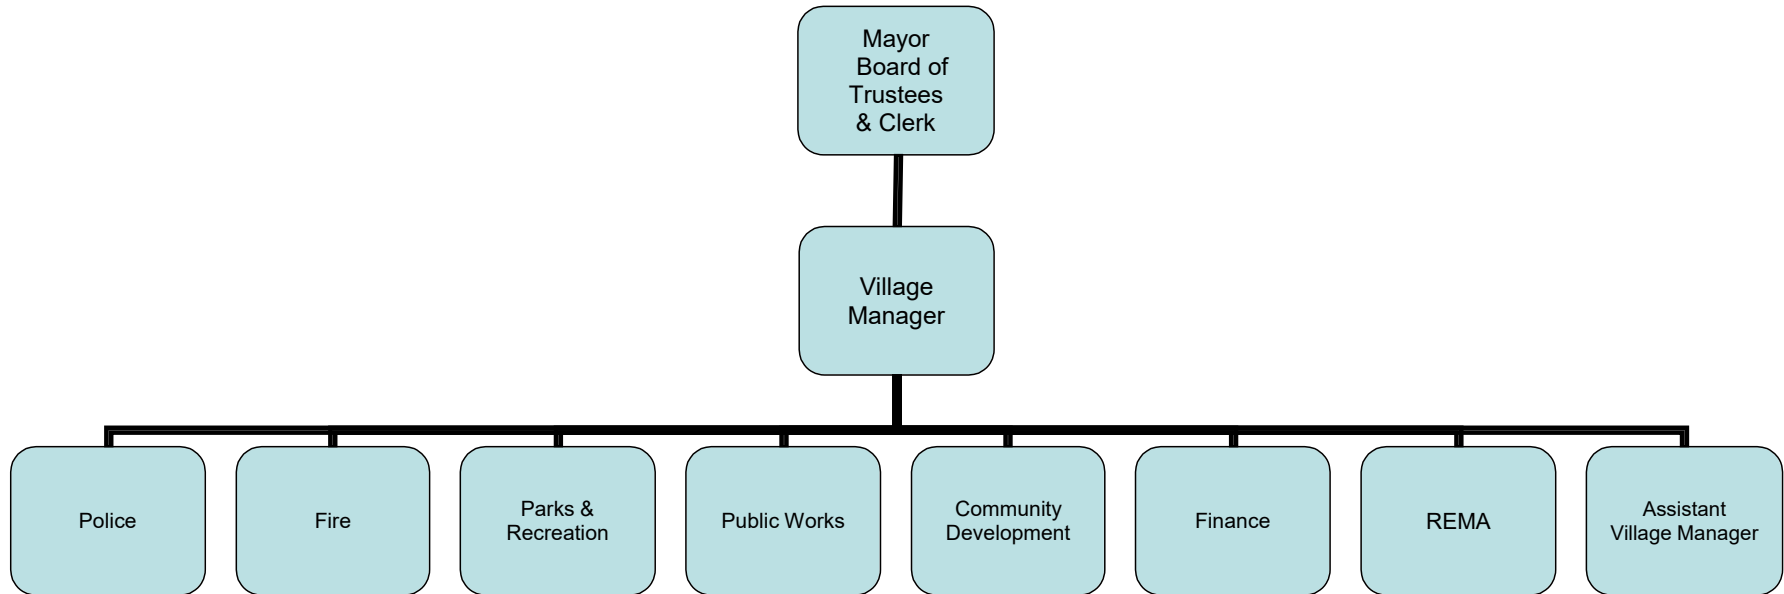 Mayor
Board of
Trustees
& Clerk
Village
Manager
Police
Fire
Parks &
Recreation
Public Works
Community
Development
Finance
REMA
Assistant
Village Manager